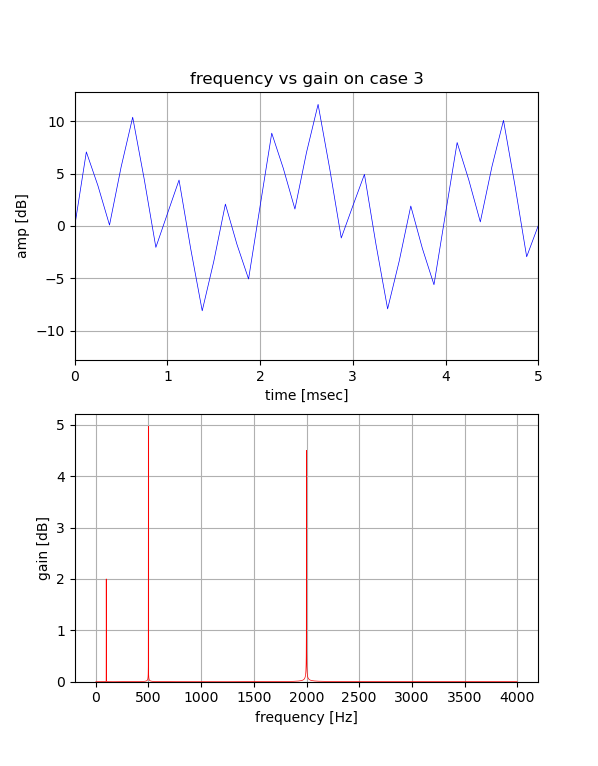 frequency vs gain on case 3
10
5
0
−5
−10
amp [dB]
0 1 2 3 4 5
time [msec]
5
4
3
2
1
0
gain [dB]
0 500 1000 1500 2000 2500 3000 3500 4000
frequency [Hz]